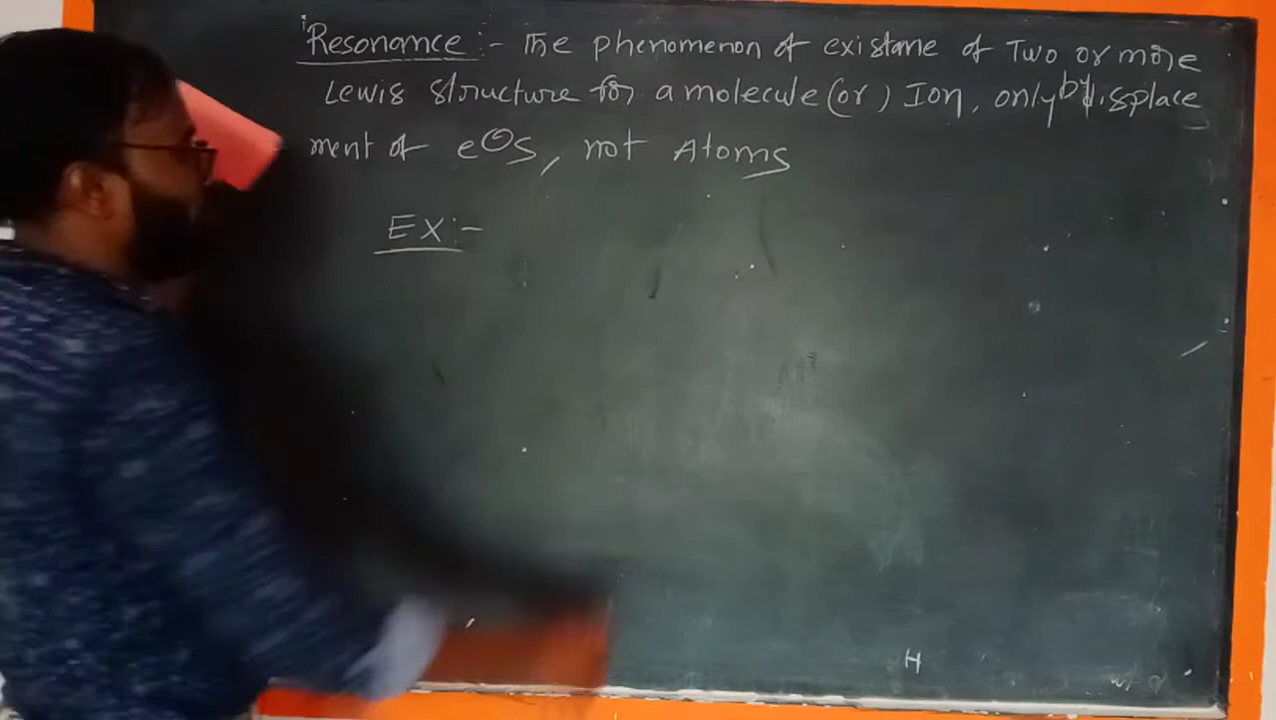 Resonance :- The phenomenon of existane of Two or more
Lewis structure for a molecule (or) Ion, only by displace
ment of e⊖s, not Atoms
EX:-
H